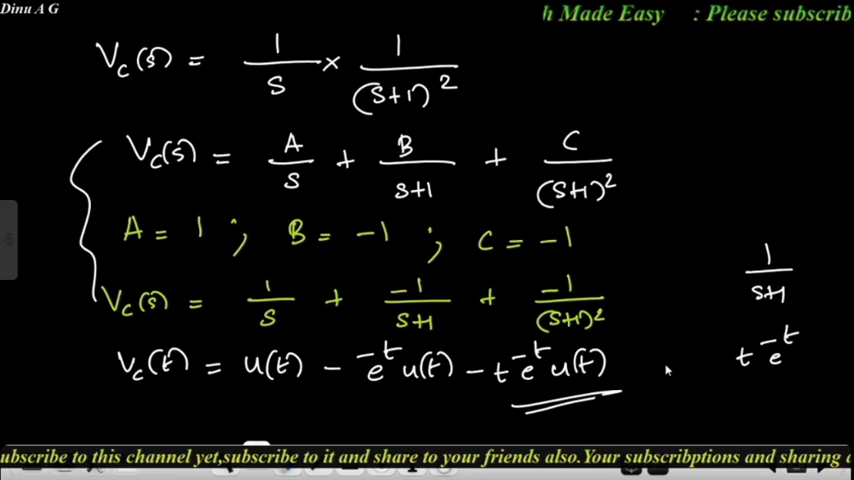 Dinu A G
h Made Easy : Please subscrib
Vc(s) = 1/S × 1/(S+1)²
Vc(s) = A/S + B/S+1 + C/(S+1)²
A = 1 ; B = -1 ; C = -1
1/S+1
Vc(s) = 1/S + -1/S+1 + -1/(S+1)²
Vc(t) = u(t) - e^-t u(t) - t e^-t u(t)
t e^-t
ubscribe to this channel yet,subscribe to it and share to your friends also.Your subscribptions and sharing a